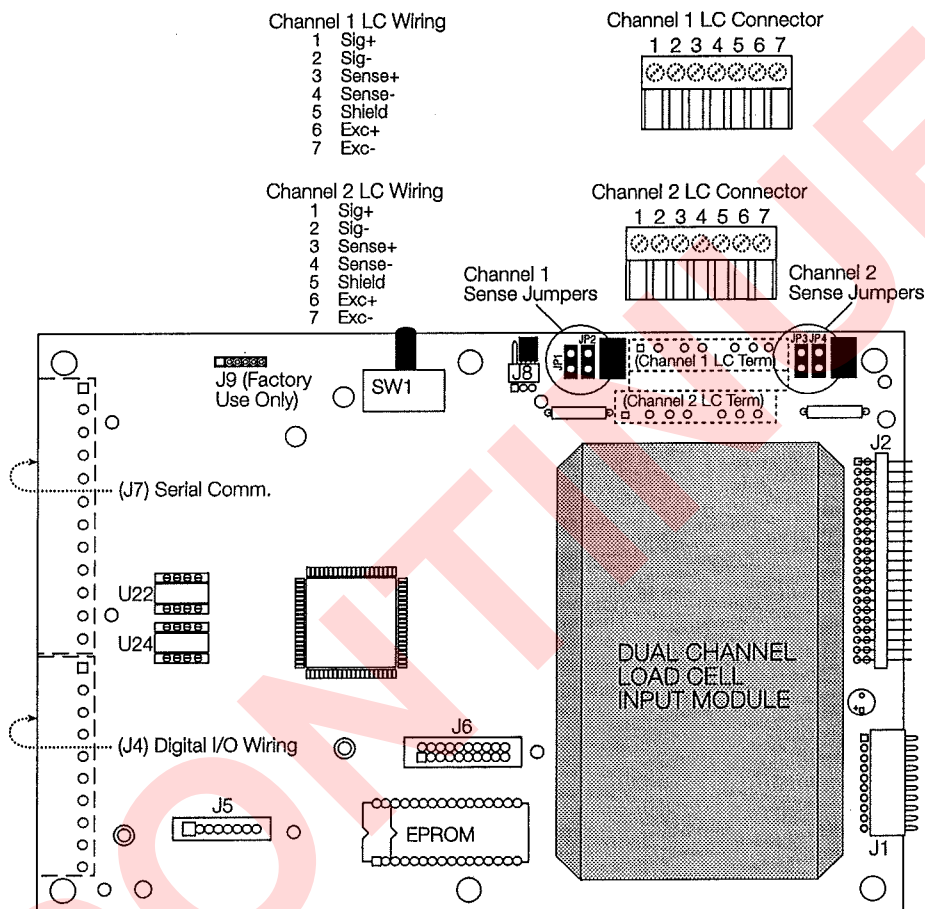 Channel 1 LC Wiring
1 Sig+
2 Sig-
3 Sense+
4 Sense-
5 Shield
6 Exc+
7 Exc-
Channel 1 LC Connector
1 2 3 4 5 6 7
Channel 2 LC Wiring
1 Sig+
2 Sig-
3 Sense+
4 Sense-
5 Shield
6 Exc+
7 Exc-
Channel 2 LC Connector
1 2 3 4 5 6 7
Channel 1
Sense Jumpers
Channel 2
Sense Jumpers
JP1
JP2
JP3
JP4
J9 (Factory
Use Only)
SW1
J8
(Channel 1 LC Term)
(Channel 2 LC Term)
J2
(J7) Serial Comm.
U22
U24
DUAL CHANNEL
LOAD CELL
INPUT MODULE
(J4) Digital I/O Wiring
J6
J5
EPROM
J1
CONTINUE